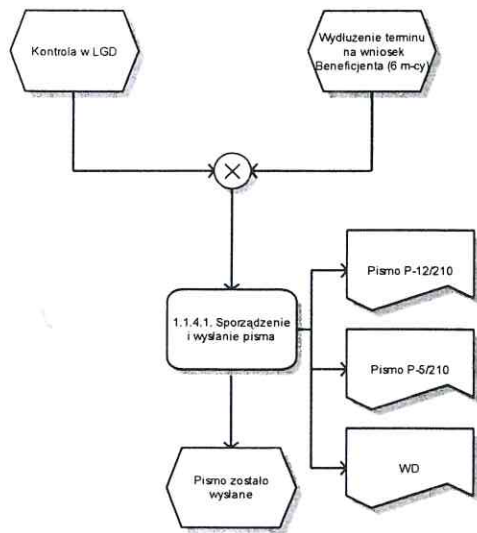 Kontrola w LGD
Wydłużenie terminu
na wniosek
Beneficjenta (6 m-cy)
Pismo P-12/210
1.1.4.1. Sporządzenie
i wysłanie pisma
Pismo P-5/210
Pismo zostało
wysłane
WD